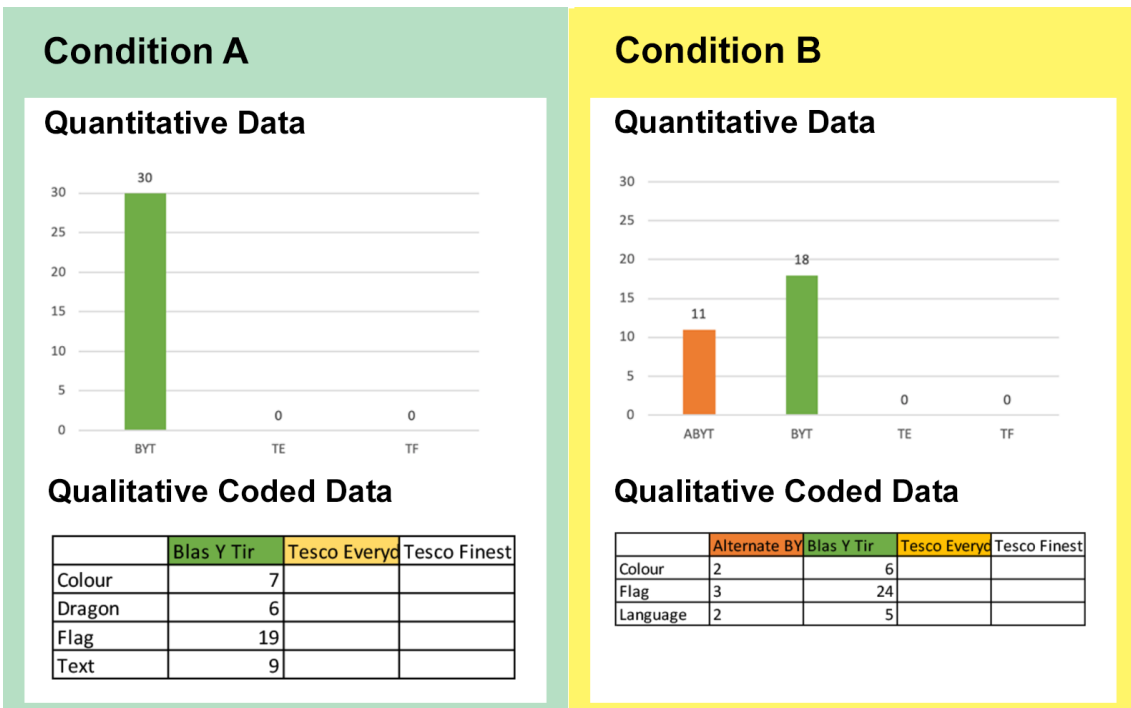 Condition A
Quantitative Data
30
30
25
20
15
10
5
0
0
0
BYT TE TF
Qualitative Coded Data
Blas Y Tir Tesco Everyd Tesco Finest
Colour 7
Dragon 6
Flag 19
Text 9
Condition B
Quantitative Data
30
25
20
18
15
11
10
5
0
0
0
ABYT BYT TE TF
Qualitative Coded Data
Alternate BY Blas Y Tir Tesco Everyd Tesco Finest
Colour 2 6
Flag 3 24
Language 2 5